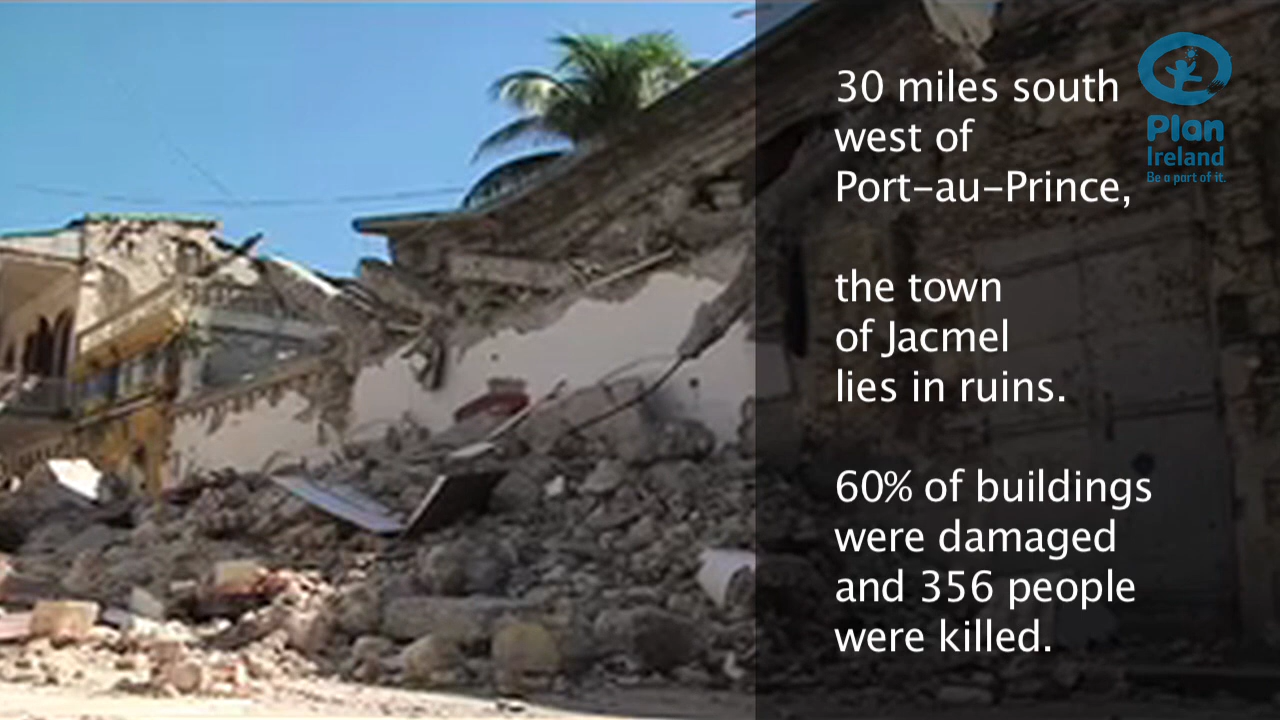 30 miles south
west of
Port-au-Prince,
the town
of Jacmel
lies in ruins.
60% of buildings
were damaged
and 356 people
were killed.
Plan
Ireland
Be a part of it.